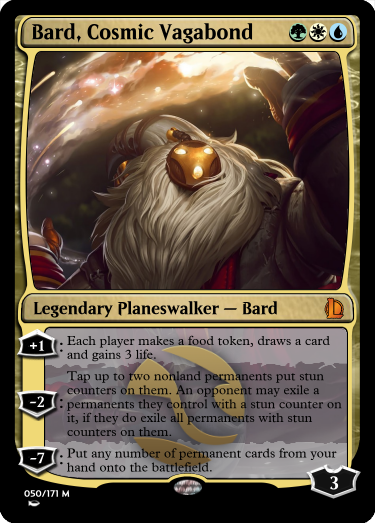 Bard, Cosmic Vagabond
Legendary Planeswalker — Bard
+1: Each player makes a food token, draws a card
and gains 3 life.
Tap up to two nonland permanents put stun
counters on them. An opponent may exile a
-2: permanents they control with a stun counter on
it, if they do exile all permanents with stun
counters on them.
-7: Put any number of permanent cards from your
hand onto the battlefield.
3
050/171 M